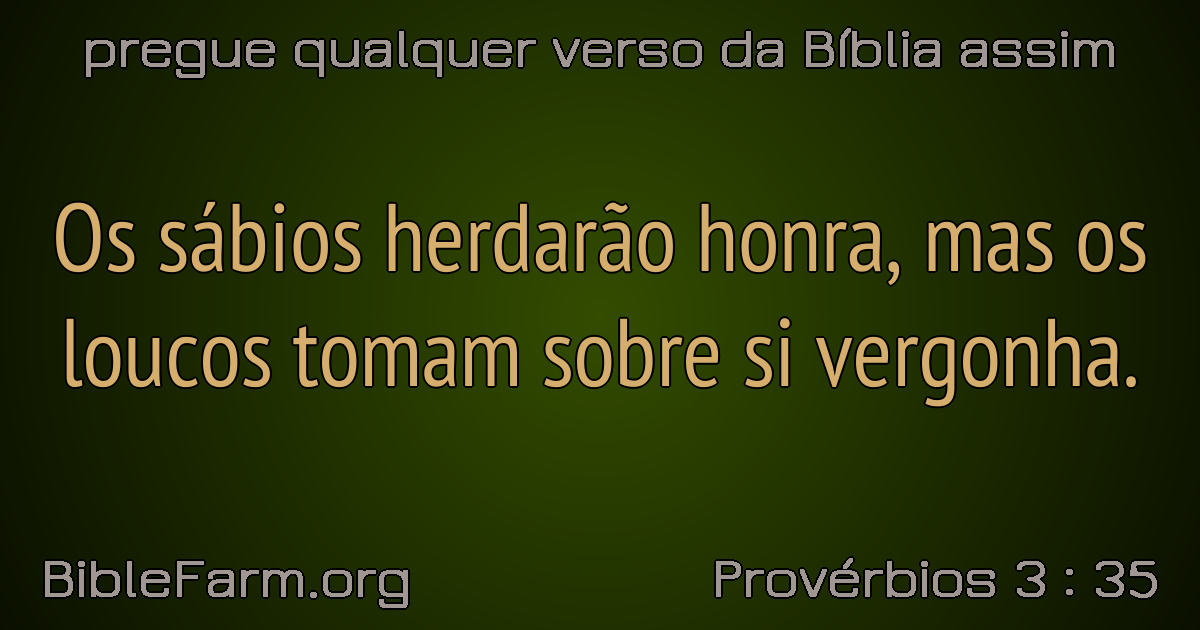 pregue qualquer verso da Bíblia assim
Os sábios herdarão honra, mas os
loucos tomam sobre si vergonha.
BibleFarm.org
Provérbios 3 : 35